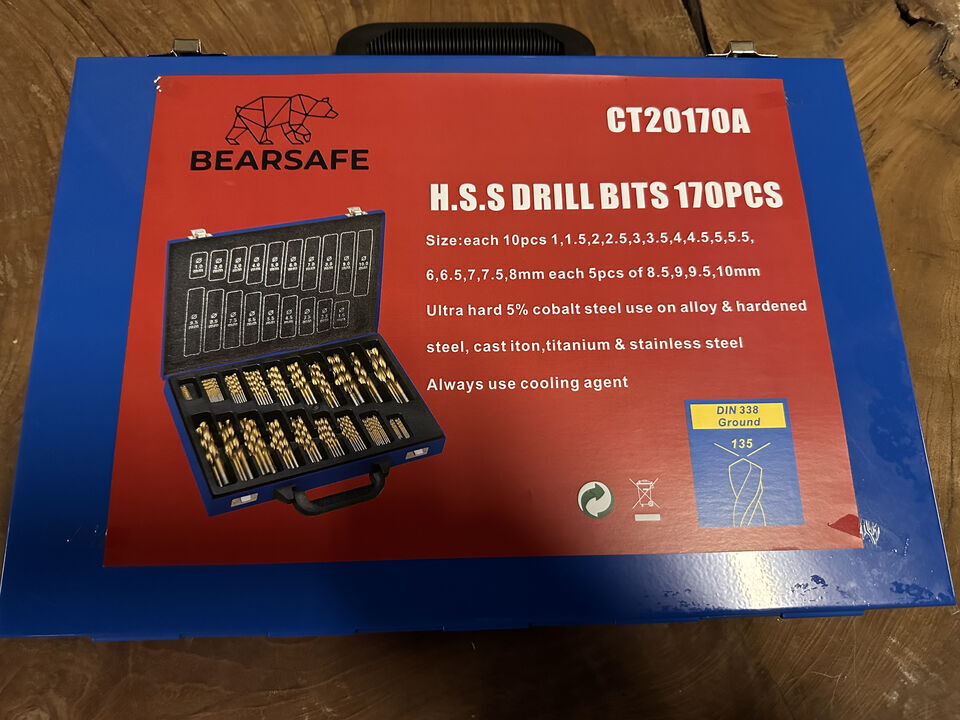 BEARSAFE
CT20170A
H.S.S DRILL BITS 170PCS
Size:each 10pcs 1,1.5,2,2.5,3,3.5,4,4.5,5,5.5,
6,6.5,7,7.5,8mm each 5pcs of 8.5,9,9.5,10mm
Ultra hard 5% cobalt steel use on alloy & hardened
steel, cast iton,titanium & stainless steel
Always use cooling agent
DIN 338
Ground
135